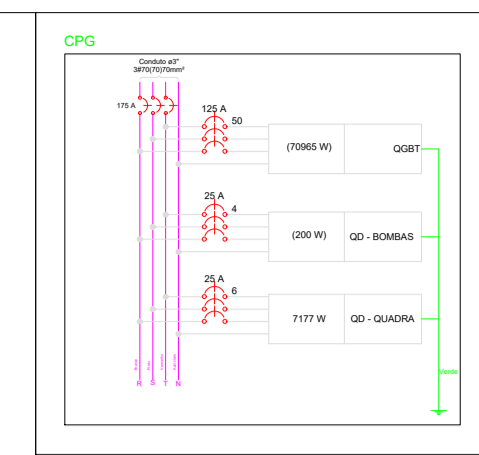 CPG
Conduto ø3"
3#70(70)70mm²
175 A
125 A
50
(70965 W)
QGBT
25 A
4
(200 W)
QD - BOMBAS
25 A
6
7177 W
QD - QUADRA
Verde
R
S
T
N